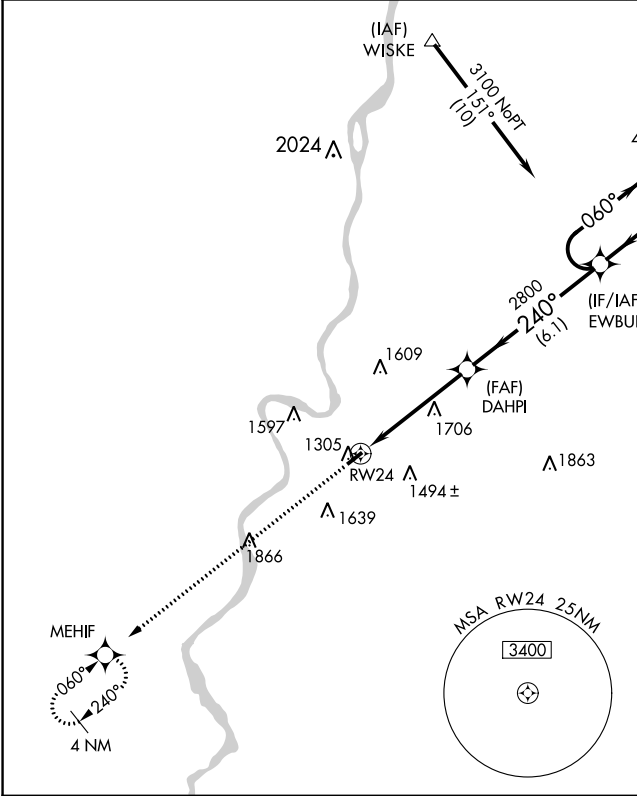 (IAF)
WISKE
3100 NoPT
151°
(10)
2024
060°
2800
240°
(6.1)
(IF/IAF
1609
(FAF)
DAHPI
1597
1706
1305
RW24
1863
1494 ±
1639
1866
MSA RW24 25NM
3400
MEHIF
060°
240°
4 NM